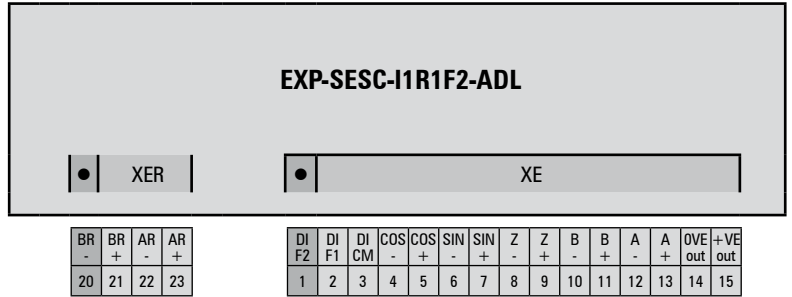 EXP-SESC-I1R1F2-ADL
XER XE
BR BR AR AR DI DI DI COS COS SIN SIN Z Z B B A A 0VE +VE
- + - + F2 F1 CM - + - + - + - + - + out out
20 21 22 23 1 2 3 4 5 6 7 8 9 10 11 12 13 14 15